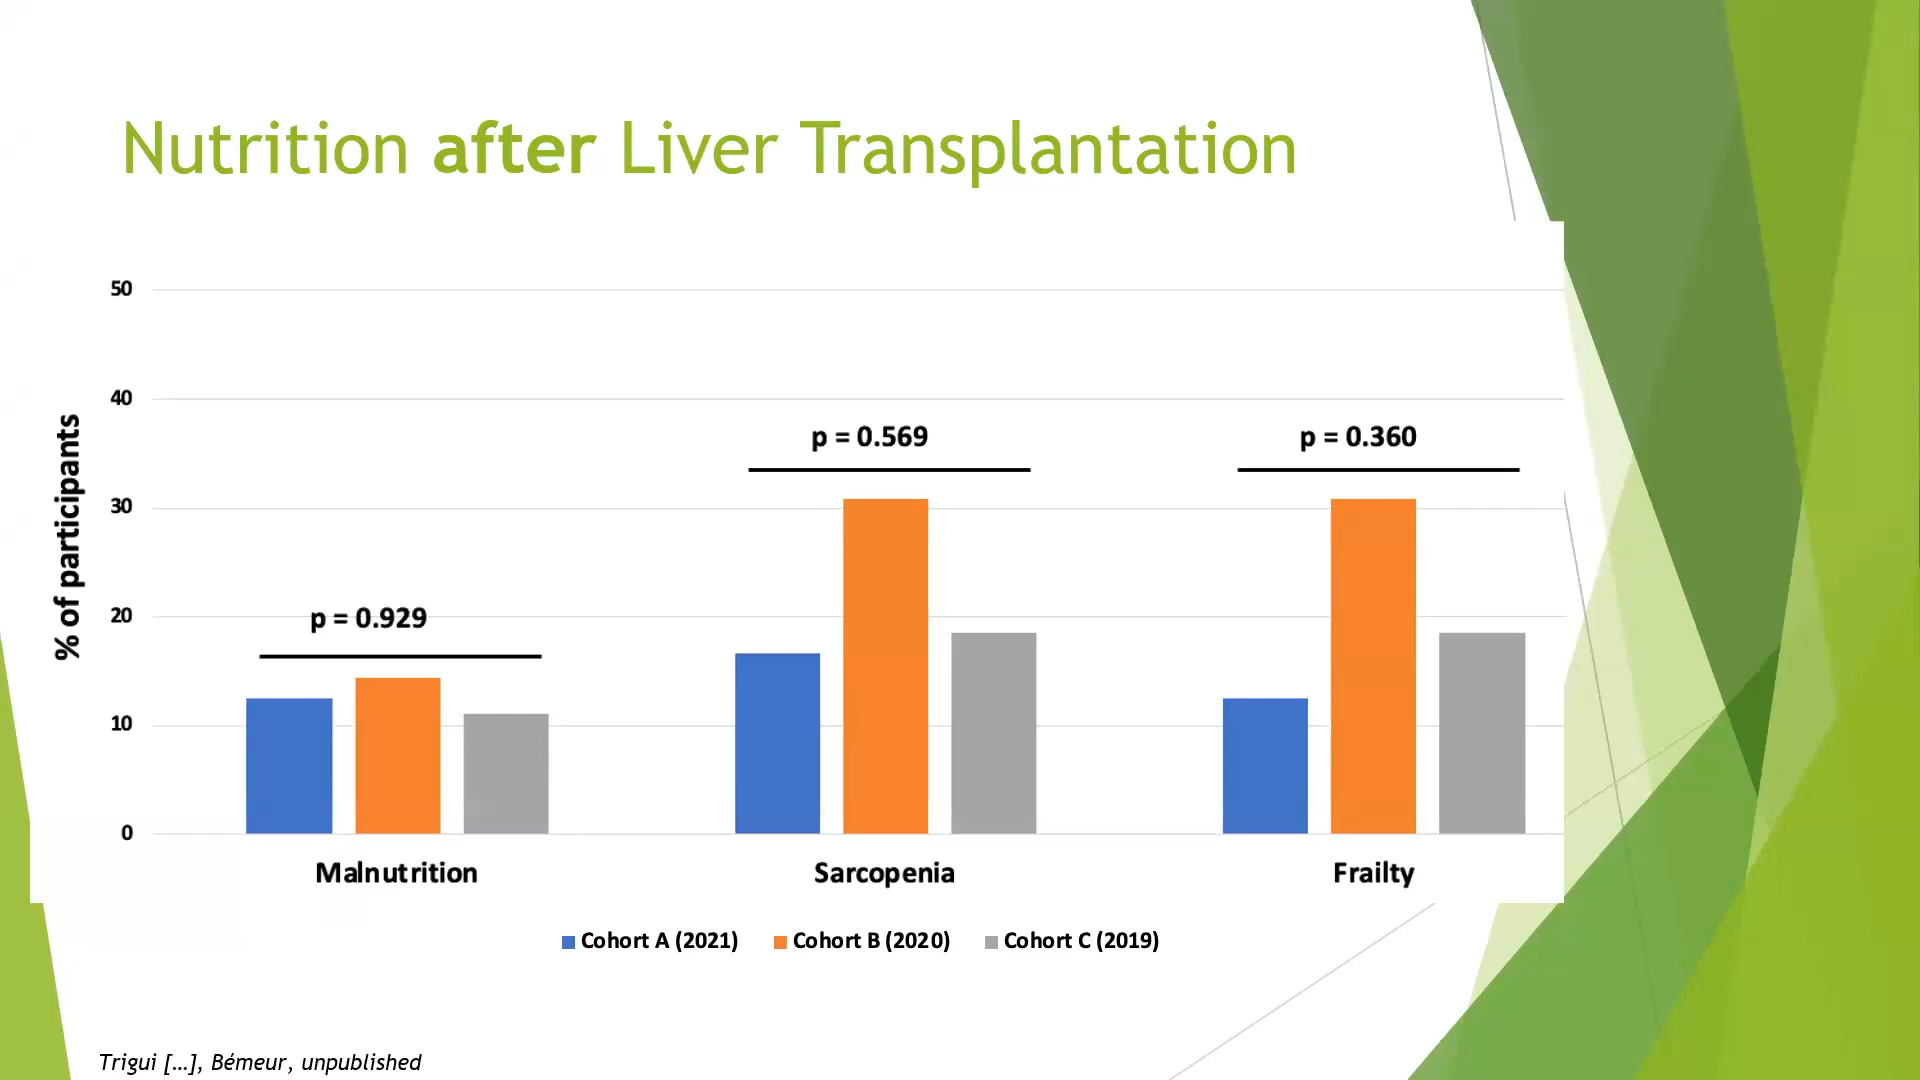 Nutrition after Liver Transplantation
% of participants
50
40
30
20
10
0
p = 0.929
p = 0.569
p = 0.360
Malnutrition
Sarcopenia
Frailty
Cohort A (2021)
Cohort B (2020)
Cohort C (2019)
Trigui […], Bémeur, unpublished